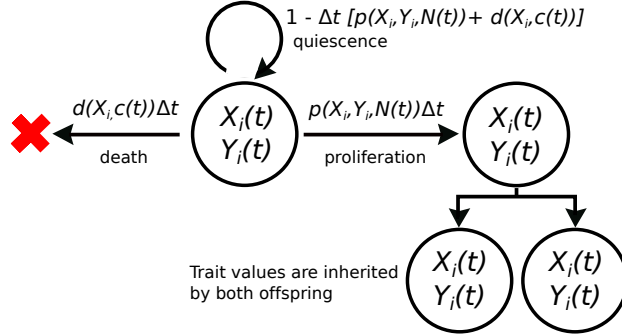 1 - Δt [p(Xᵢ,Yᵢ,N(t))+ d(Xᵢ,c(t))]
quiescence
d(Xᵢ,c(t))Δt
death
Xᵢ(t)
Yᵢ(t)
p(Xᵢ,Yᵢ,N(t))Δt
proliferation
Xᵢ(t)
Yᵢ(t)
Trait values are inherited
by both offspring
Xᵢ(t)
Yᵢ(t)
Xᵢ(t)
Yᵢ(t)